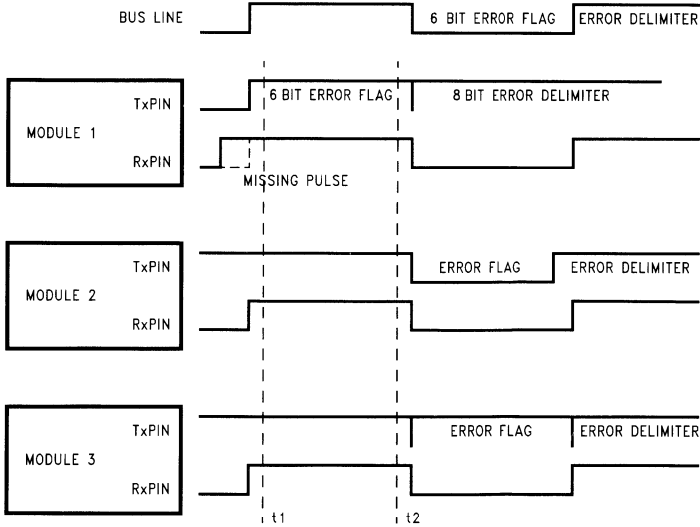 BUS LINE 6 BIT ERROR FLAG ERROR DELIMITER
TxPIN 6 BIT ERROR FLAG 8 BIT ERROR DELIMITER
MODULE 1
RxPIN
MISSING PULSE
TxPIN ERROR FLAG ERROR DELIMITER
MODULE 2
RxPIN
TxPIN ERROR FLAG ERROR DELIMITER
MODULE 3
RxPIN
t1 t2